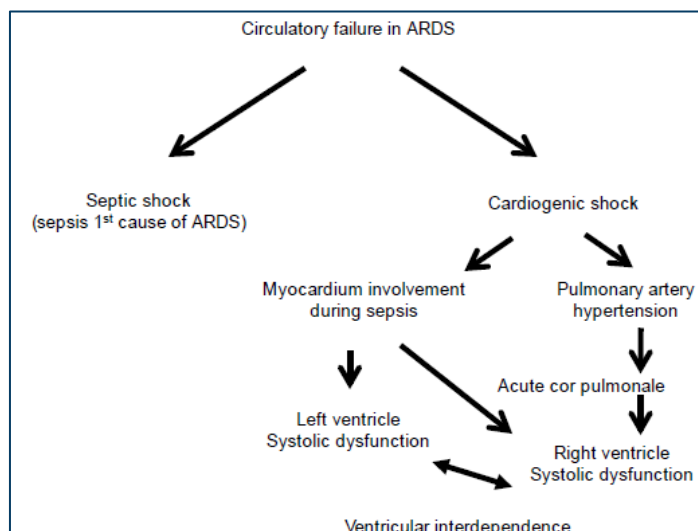 Circulatory failure in ARDS
Septic shock
(sepsis 1st cause of ARDS)
Cardiogenic shock
Myocardium involvement
during sepsis
Pulmonary artery
hypertension
Acute cor pulmonale
Left ventricle
Systolic dysfunction
Right ventricle
Systolic dysfunction
Ventricular interdependence